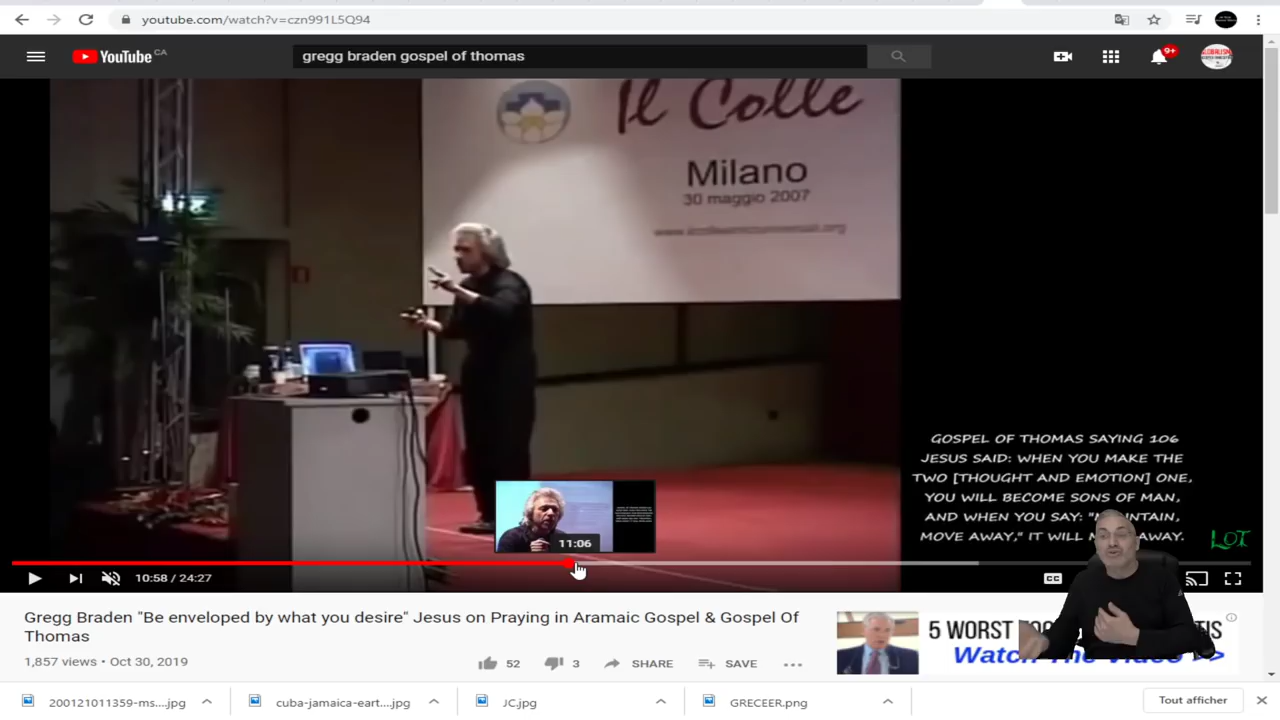 youtube.com/watch?v=czn991L5Q94
YouTube CA
gregg braden gospel of thomas
9+
Il Colle
Milano
30 maggio 2007
GOSPEL OF THOMAS SAYING 106
JESUS SAID: WHEN YOU MAKE THE
TWO [THOUGHT AND EMOTION] ONE,
YOU WILL BECOME SONS OF MAN,
AND WHEN YOU SAY:
MOVE AWAY," IT WILL AWAY.
LOT
11:06
10:58 / 24:27
CC
Gregg Braden "Be enveloped by what you desire" Jesus on Praying in Aramaic Gospel & Gospel Of
Thomas
1,857 views • Oct 30, 2019
52
3
SHARE
SAVE
5 WORST
Watch The Video >>
200121011359-ms....jpg
cuba-jamaica-eart....jpg
JC.jpg
GRECEER.png
Tout afficher